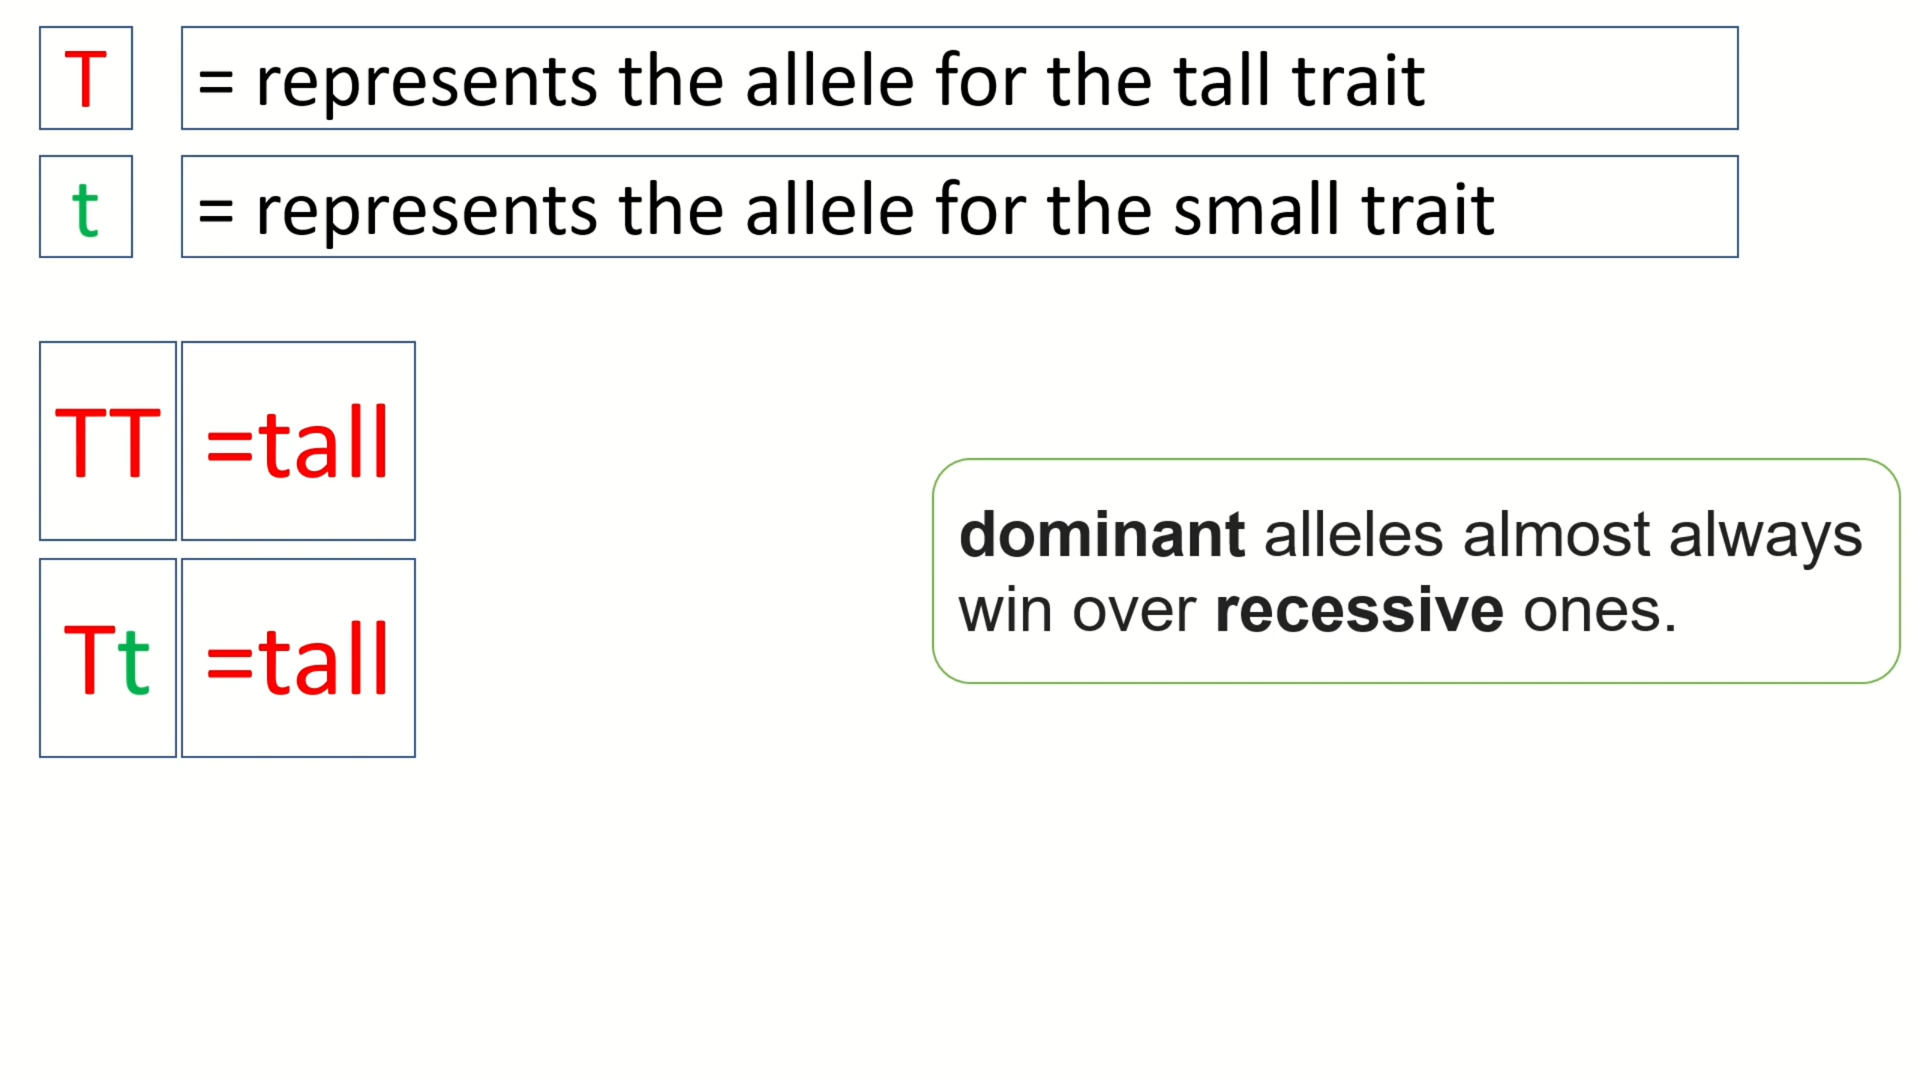 T = represents the allele for the tall trait
t = represents the allele for the small trait
TT =tall
Tt =tall
dominant alleles almost always
win over recessive ones.